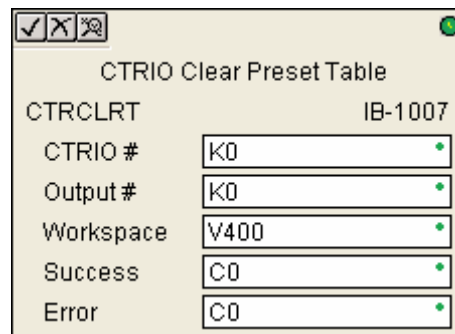 CTRIO Clear Preset Table
CTRCLRT IB-1007
CTRIO # K0
Output # K0
Workspace V400
Success C0
Error C0